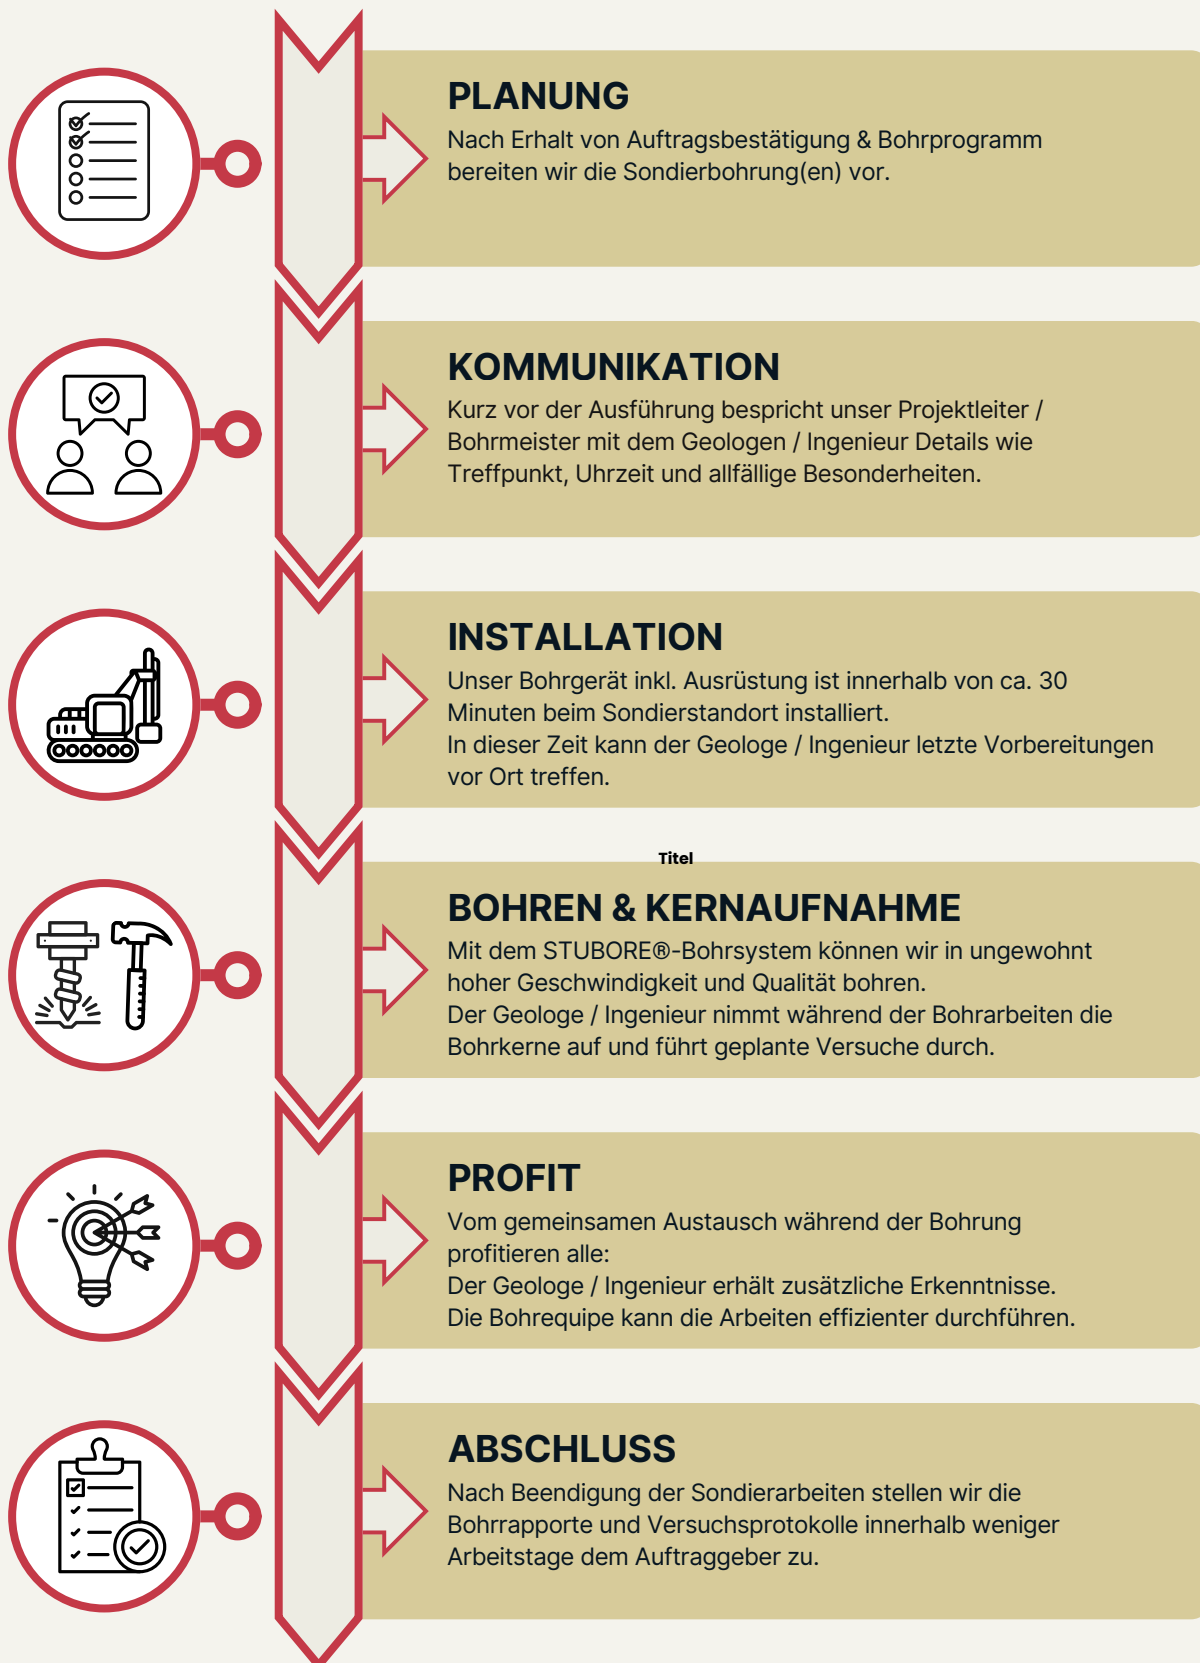 PLANUNG
Nach Erhalt von Auftragsbestätigung & Bohrprogramm
bereiten wir die Sondierbohrung(en) vor.
KOMMUNIKATION
Kurz vor der Ausführung bespricht unser Projektleiter /
Bohrmeister mit dem Geologen / Ingenieur Details wie
Treffpunkt, Uhrzeit und allfällige Besonderheiten.
INSTALLATION
Unser Bohrgerät inkl. Ausrüstung ist innerhalb von ca. 30
Minuten beim Sondierstandort installiert.
In dieser Zeit kann der Geologe / Ingenieur letzte Vorbereitungen
vor Ort treffen.
Titel
BOHREN & KERNAUFNAHME
Mit dem STUBORE®-Bohrsystem können wir in ungewohnt
hoher Geschwindigkeit und Qualität bohren.
Der Geologe / Ingenieur nimmt während der Bohrarbeiten die
Bohrkerne auf und führt geplante Versuche durch.
PROFIT
Vom gemeinsamen Austausch während der Bohrung
profitieren alle:
Der Geologe / Ingenieur erhält zusätzliche Erkenntnisse.
Die Bohrequipe kann die Arbeiten effizienter durchführen.
ABSCHLUSS
Nach Beendigung der Sondierarbeiten stellen wir die
Bohrrapporte und Versuchsprotokolle innerhalb weniger
Arbeitstage dem Auftraggeber zu.